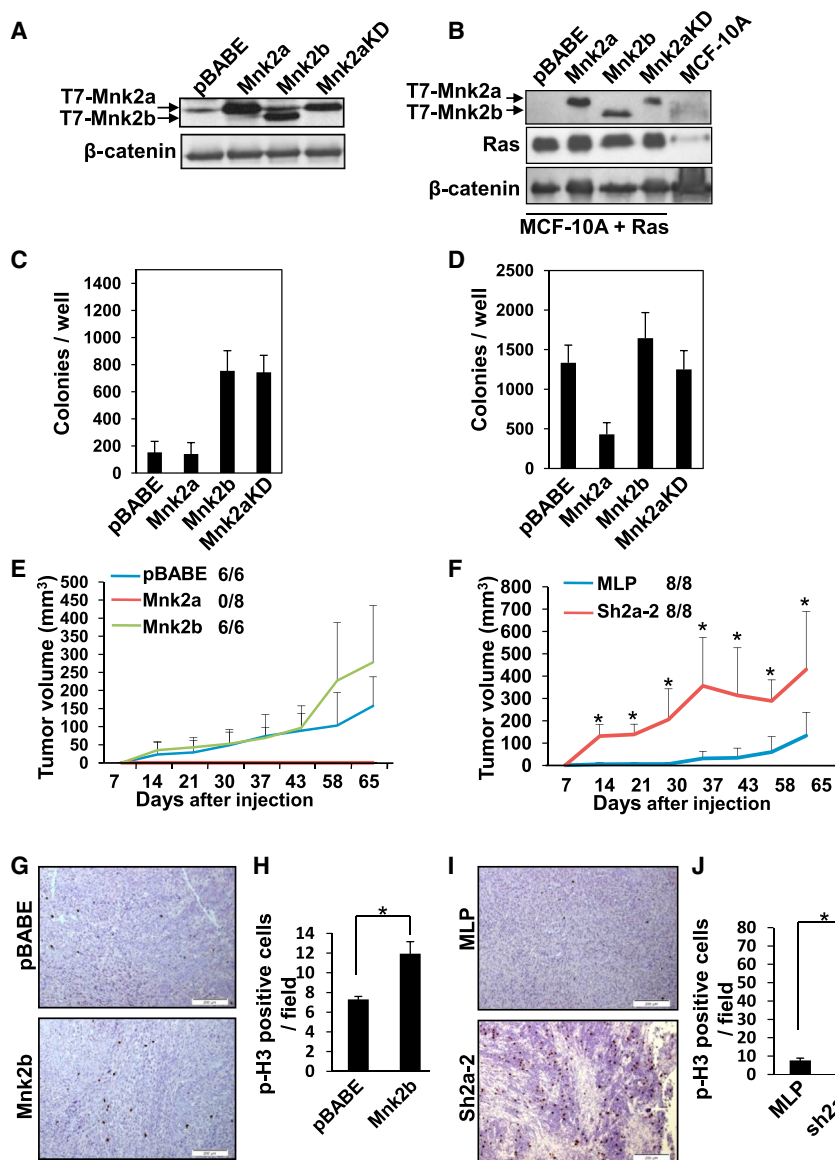 A
pBABE
Mnk2a
Mnk2b
Mnk2aKD
T7-Mnk2a
T7-Mnk2b
β-catenin
B
pBABE
Mnk2a
Mnk2b
Mnk2aKD
MCF-10A
T7-Mnk2a
T7-Mnk2b
Ras
β-catenin
MCF-10A + Ras
C
Colonies / well
1400
1200
1000
800
600
400
200
0
pBABE
Mnk2a
Mnk2b
Mnk2aKD
D
Colonies / well
2500
2000
1500
1000
500
0
pBABE
Mnk2a
Mnk2b
Mnk2aKD
E
Tumor volume (mm³)
500
450
400
350
300
250
200
150
100
50
0
pBABE 6/6
Mnk2a 0/8
Mnk2b 6/6
7 14 21 30 37 43 58 65
Days after injection
F
Tumor volume (mm³)
800
700
600
500
400
300
200
100
0
MLP 8/8
Sh2a-2 8/8
* * * * * * *
7 14 21 30 37 43 58 65
Days after injection
G
pBABE
Mnk2b
H
p-H3 positive cells
/ field
14
12
10
8
6
4
2
0
*
pBABE
Mnk2b
I
MLP
Sh2a-2
J
p-H3 positive cells
/ field
80
70
60
50
40
30
20
10
0
*
MLP
sh2a